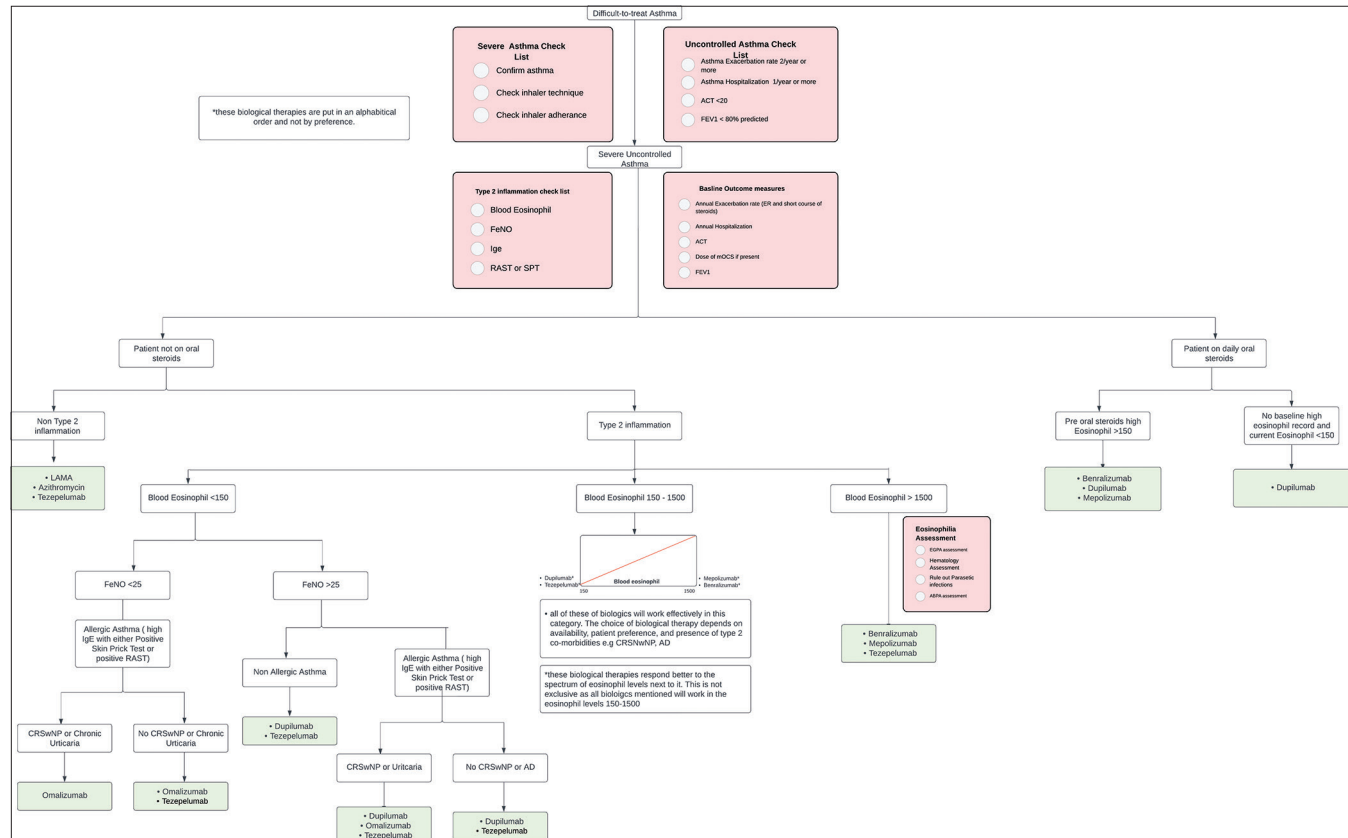 Difficult-to-treat Asthma
Severe Asthma Check
List
Confirm asthma
Check inhaler technique
Check inhaler adherance
Uncontrolled Asthma Check
List
Asthma Exacerbation rate 2/year or
more
Asthma Hospitalization 1/year or more
ACT <20
FEV1 < 80% predicted
*these biological therapies are put in an alphabitical
order and not by preference.
Severe Uncontrolled
Asthma
Type 2 inflammation check list
Blood Eosinophil
FeNO
Ige
RAST or SPT
Basline Outcome measures
Annual Exacerbation rate (ER and short course of
steroids)
Annual Hospitalization
ACT
Dose of mOCS if present
FEV1
Patient not on oral
steroids
Patient on daily oral
steroids
Non Type 2
inflammation
Type 2 inflammation
Pre oral steroids high
Eosinophil >150
No baseline high
eosinophil record and
current Eosinophil <150
• LAMA
• Azithromycin
• Tezepelumab
• Benralizumab
• Dupilumab
• Mepolizumab
• Dupilumab
Blood Eosinophil <150
Blood Eosinophil 150 - 1500
Blood Eosinophil > 1500
Eosinophilia
Assessment
EGPA assessment
Hematology
Assessment
Rule out Parasetic
infections
ABPA assessment
• Dupilumab*
• Tezepelumab*
Blood eosinophil
• Mepolizumab*
• Benralizumab*
150
1500
FeNO <25
FeNO >25
• all of these of biologics will work effectively in this
category. The choice of biological therapy depends on
availability, patient preference, and presence of type 2
co-morbidities e.g CRSNwNP, AD
*these biological therapies respond better to the
spectrum of eosinophil levels next to it. This is not
exclusive as all bioloigcs mentioned will work in the
eosinophil levels 150-1500
• Benralizumab
• Mepolizumab
• Tezepelumab
Allergic Asthma ( high
IgE with either Positive
Skin Prick Test or
positive RAST)
Non Allergic Asthma
Allergic Asthma ( high
IgE with either Positive
Skin Prick Test or
positive RAST)
• Dupilumab
• Tezepelumab
CRSwNP or Chronic
Urticaria
No CRSwNP or Chronic
Urticaria
CRSwNP or Uritcaria
No CRSwNP or AD
Omalizumab
• Omalizumab
• Tezepelumab
• Dupilumab
• Omalizumab
• Tezepelumab
• Dupilumab
• Tezepelumab